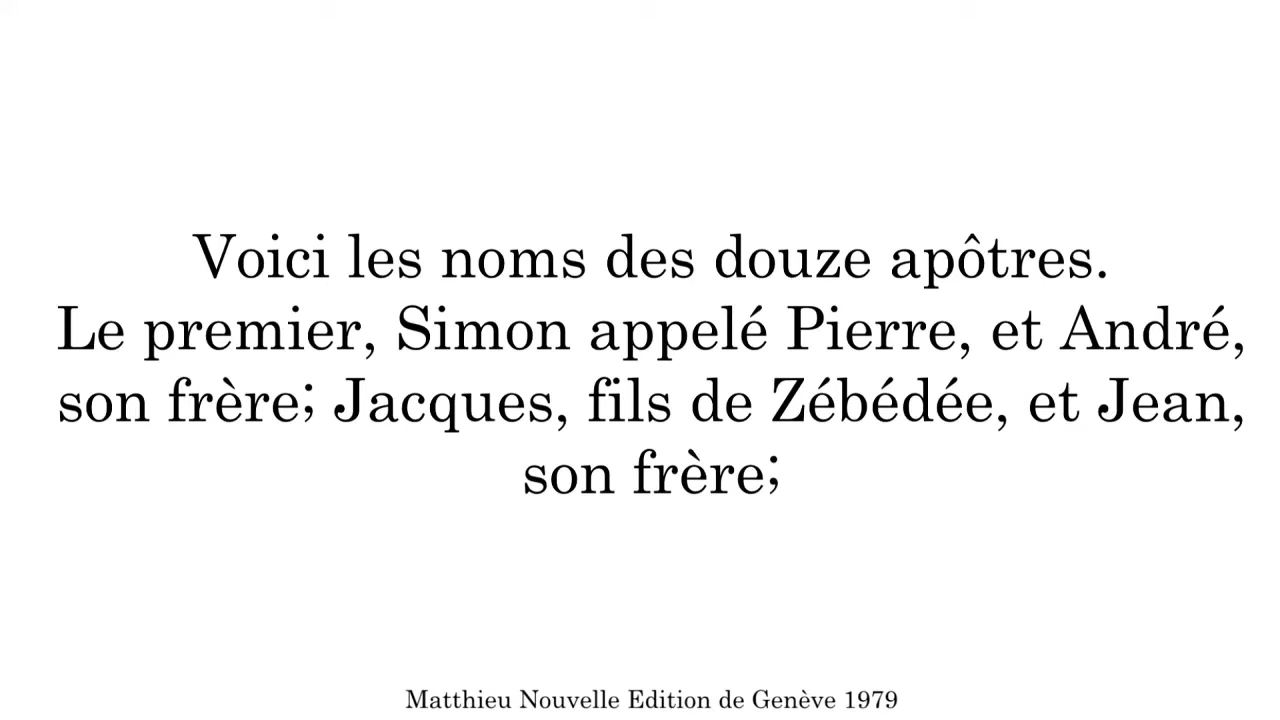 Voici les noms des douze apôtres.
Le premier, Simon appelé Pierre, et André,
son frère; Jacques, fils de Zébédée, et Jean,
son frère;
Matthieu Nouvelle Edition de Genève 1979